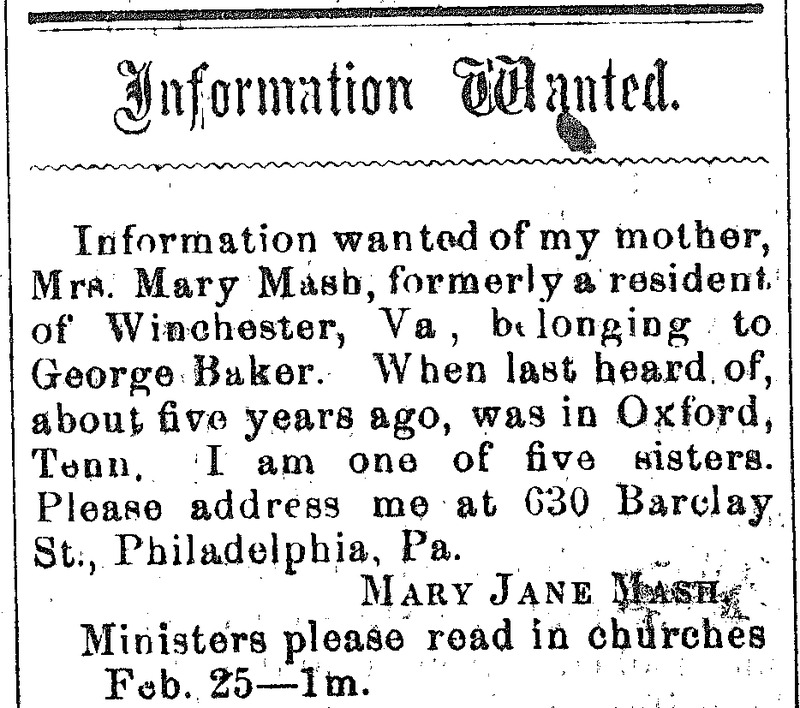 Information Wanted.
Information wanted of my mother,
Mrs. Mary Mash, formerly a resident
of Winchester, Va, belonging to
George Baker. When last heard of,
about five years ago, was in Oxford,
Tenn. I am one of five sisters.
Please address me at 630 Barclay
St., Philadelphia, Pa.
MARY JANE MASH.
Ministers please read in churches
Feb. 25—1m.